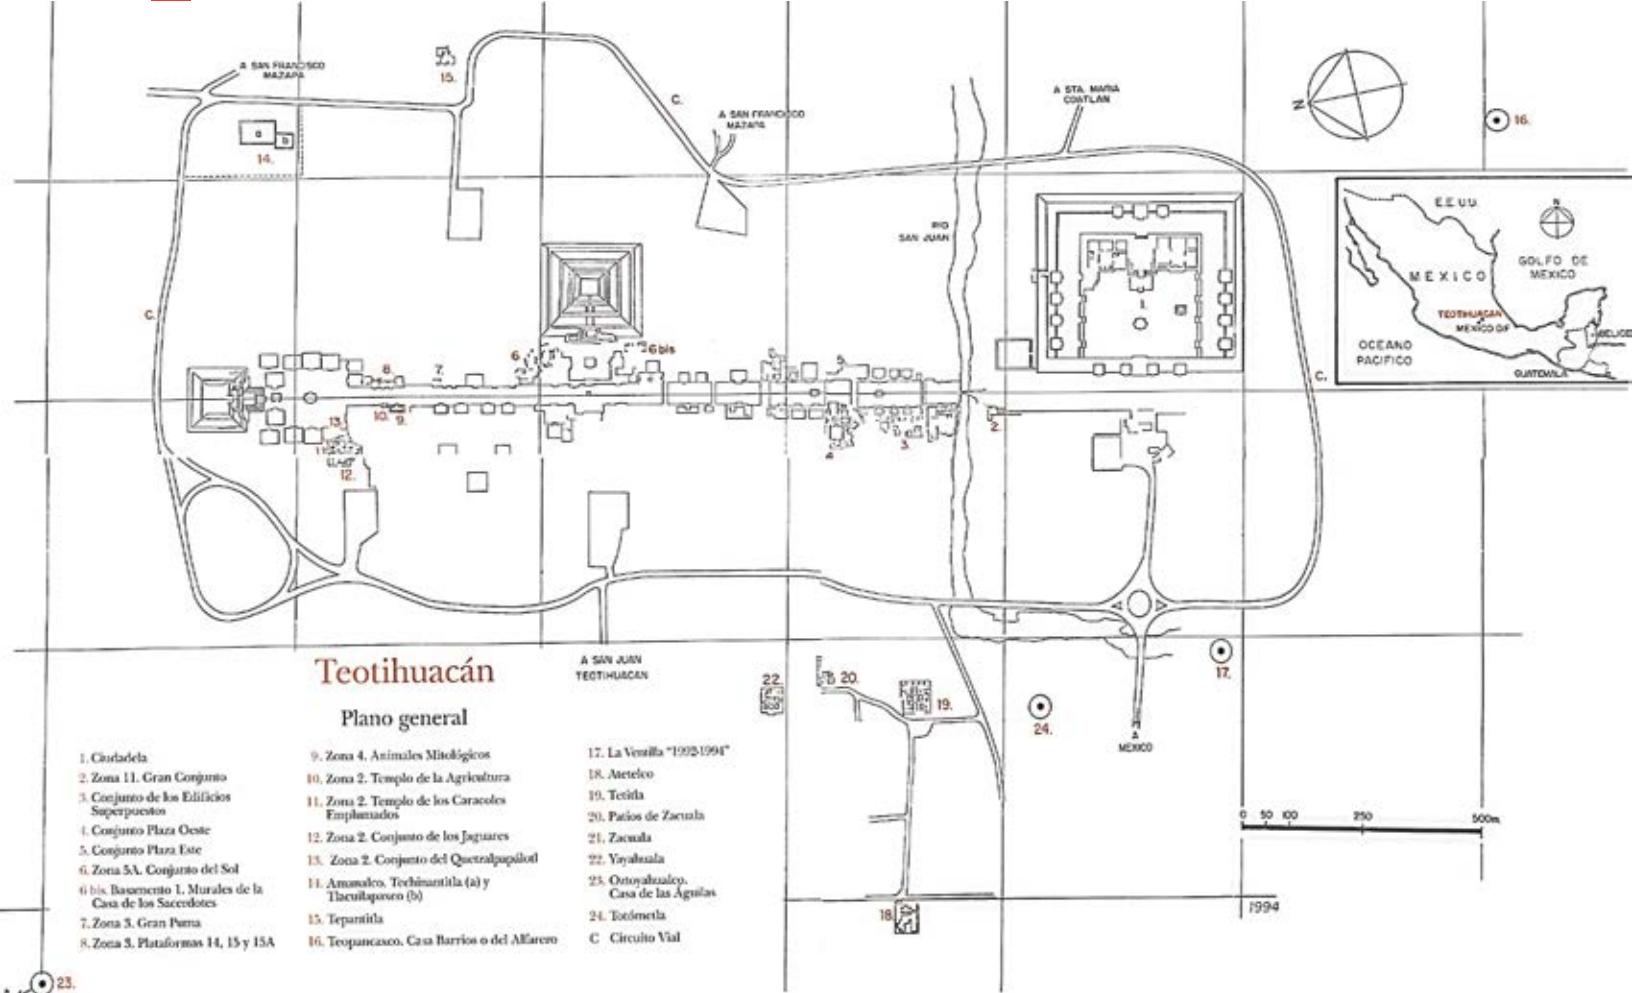 A SAN FRANCISCO
MAZAPA
15.
C.
A SAN FRANCISCO
MAZAPA
A STA. MARIA
COATLAN
N
16.
a
b
14.
RIO
SAN JUAN
E.E.U.U.
N
GOLFO DE
MEXICO
MEXICO
TEOTIHUACAN
MEXICO D.F.
BELICE
OCEANO
PACIFICO
GUATEMALA
C.
1.
6.
6 bis
8.
7.
5.
C.
10.
9.
13.
11.
12.
4.
3.
2.
A SAN JUAN
TEOTIHUACAN
22.
20.
19.
24.
17.
A
MEXICO
18.
23.
0 50 100 250 500m.
1994
Teotihuacán
Plano general
1. Ciudadela
2. Zona 11. Gran Conjunto
3. Conjunto de los Edificios
Superpuestos
4. Conjunto Plaza Oeste
5. Conjunto Plaza Este
6. Zona 5A. Conjunto del Sol
6 bis. Basamento 1. Murales de la
Casa de los Sacerdotes
7. Zona 3. Gran Puma
8. Zona 3. Plataformas 14, 15 y 15A
9. Zona 4. Animales Mitológicos
10. Zona 2. Templo de la Agricultura
11. Zona 2. Templo de los Caracoles
Emplumados
12. Zona 2. Conjunto de los Jaguares
13. Zona 2. Conjunto del Quetzalpapálotl
14. Amanalco. Techinantitla (a) y
Tlacuilapaxco (b)
15. Tepantitla
16. Teopancaxco. Casa Barrios o del Alfarero
17. La Ventilla "1992-1994"
18. Atetelco
19. Tetitla
20. Patios de Zacuala
21. Zacuala
22. Yayahuala
23. Oztoyahualco.
Casa de las Águilas
24. Totómetla
C Circuito Vial